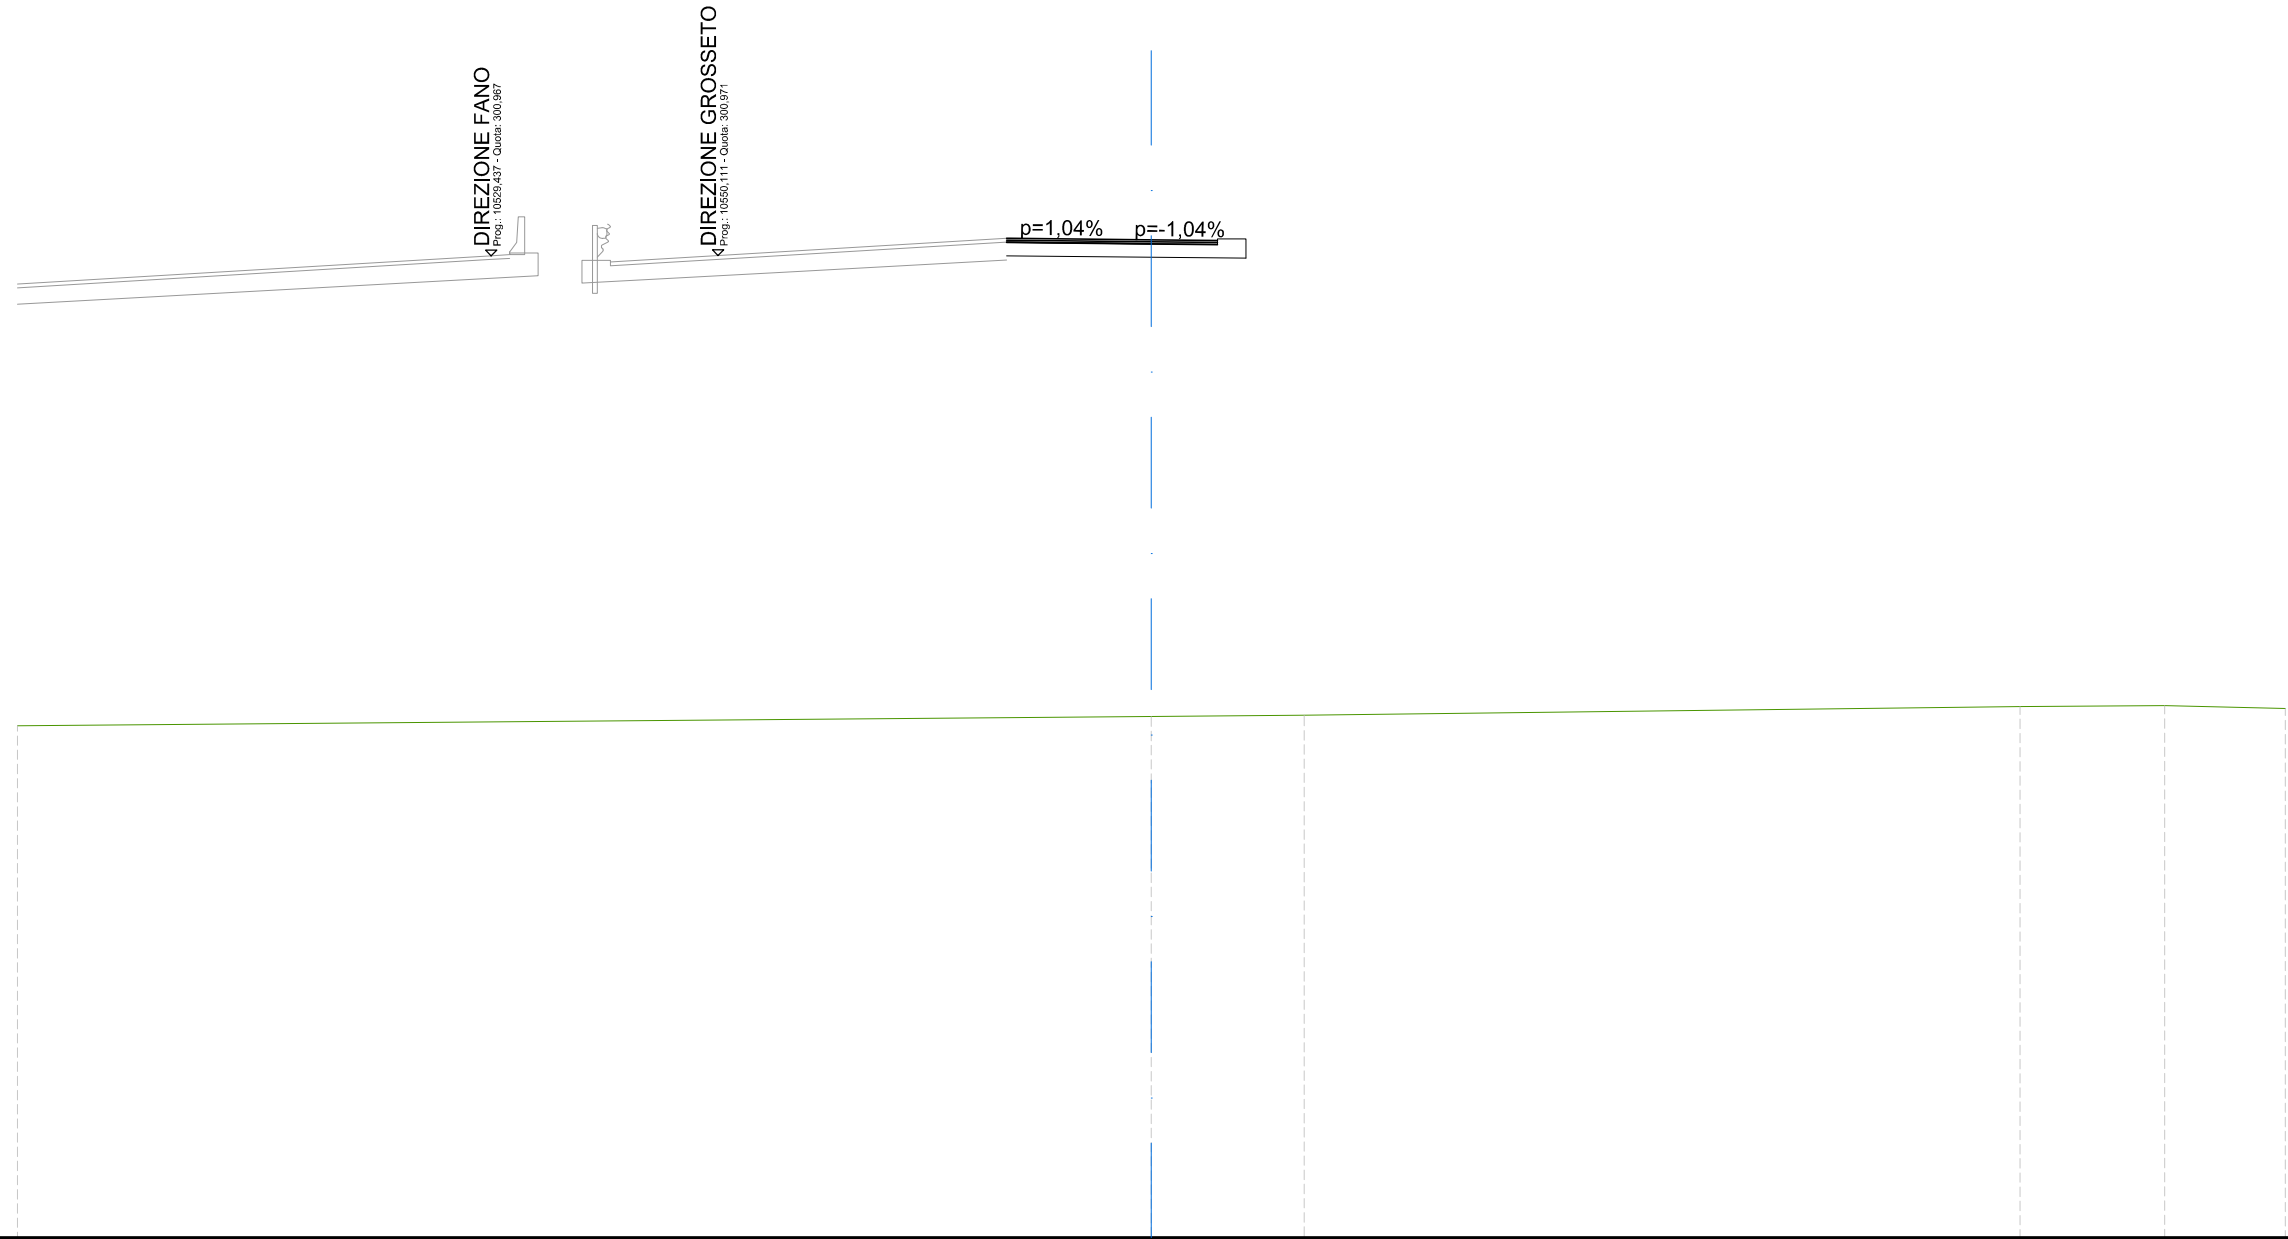 DIREZIONE FANO
Prog.: 10529,437 - Quota: 300,967
DIREZIONE GROSSETO
Prog.: 10550,111 - Quota: 300,971
p=1,04%
p=-1,04%